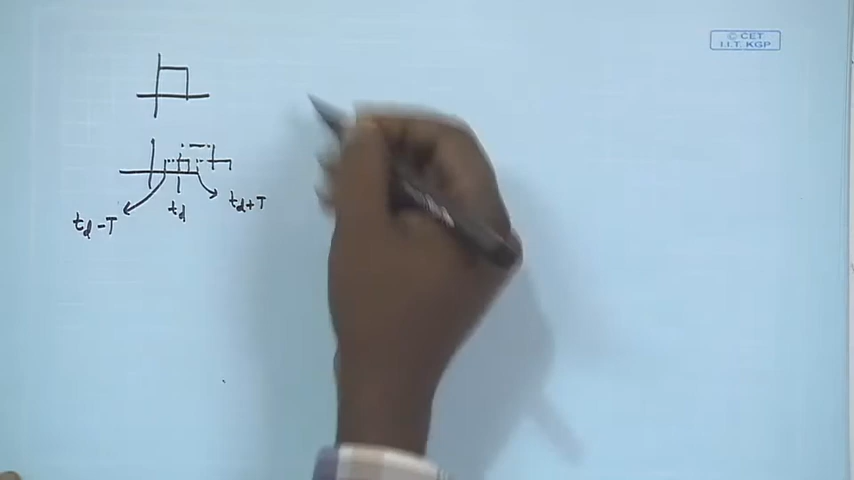 © CET
I.I.T. KGP
t_d - T
t_d
t_d + T